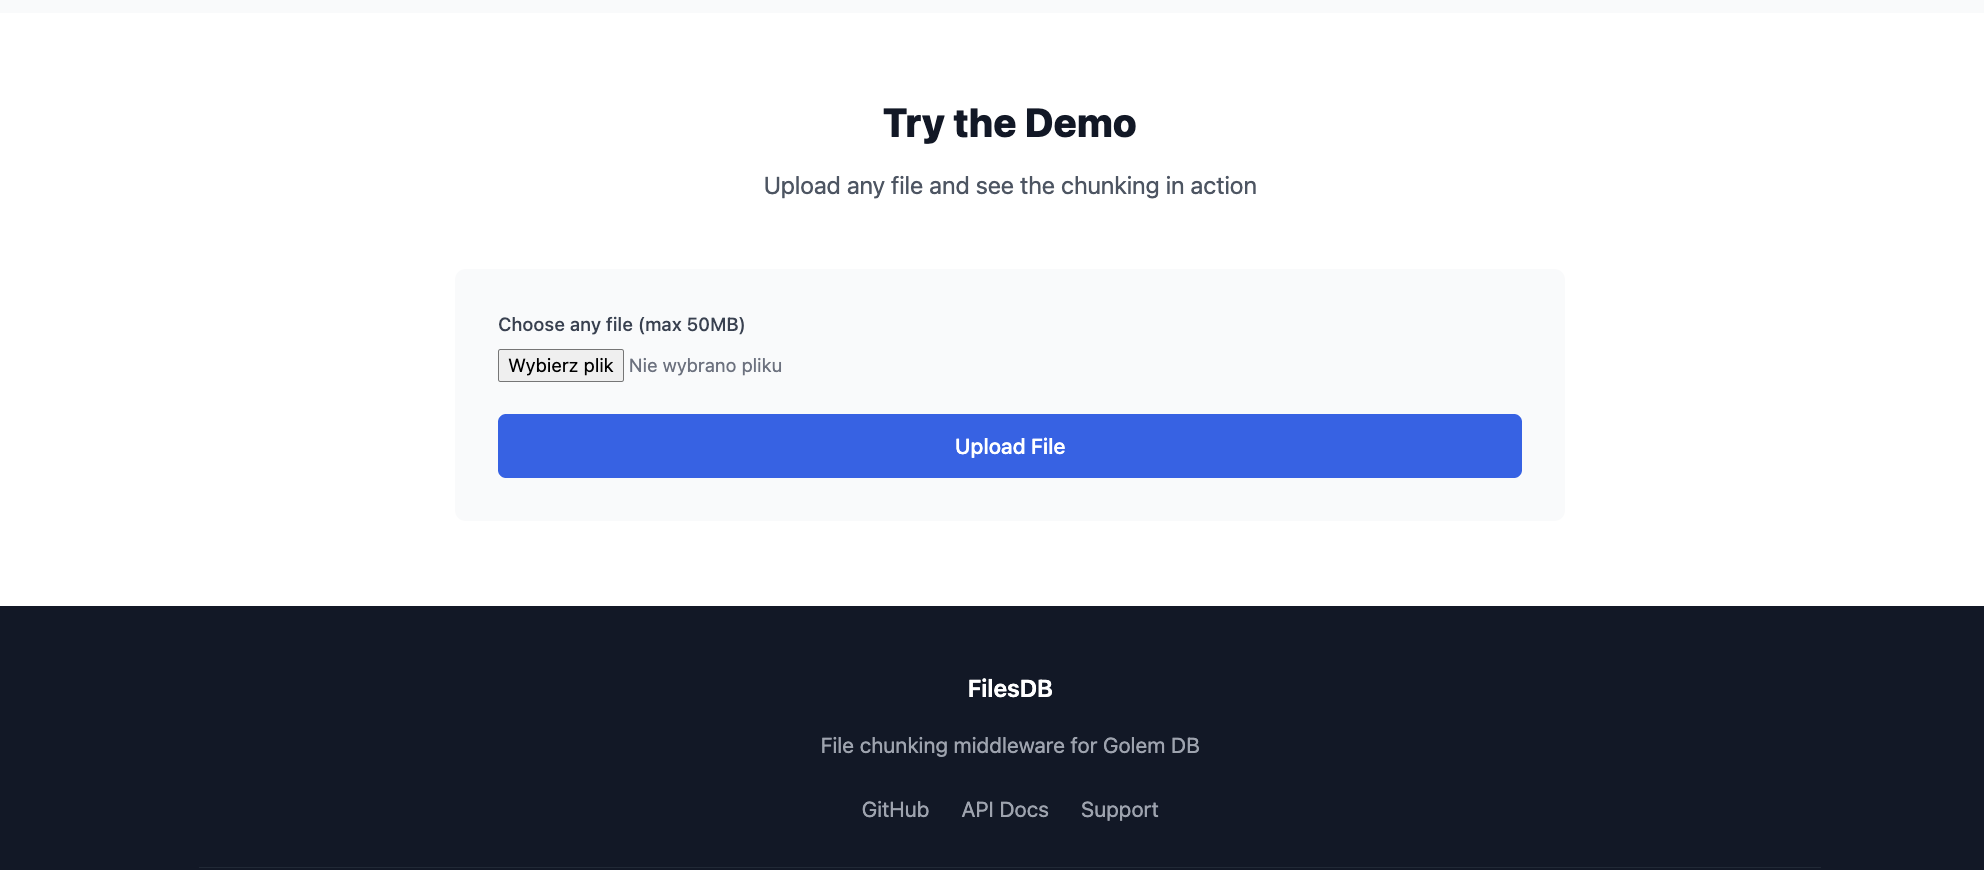 Try the Demo
Upload any file and see the chunking in action
Choose any file (max 50MB)
Wybierz plik Nie wybrano pliku
Upload File
FilesDB
File chunking middleware for Golem DB
GitHub API Docs Support